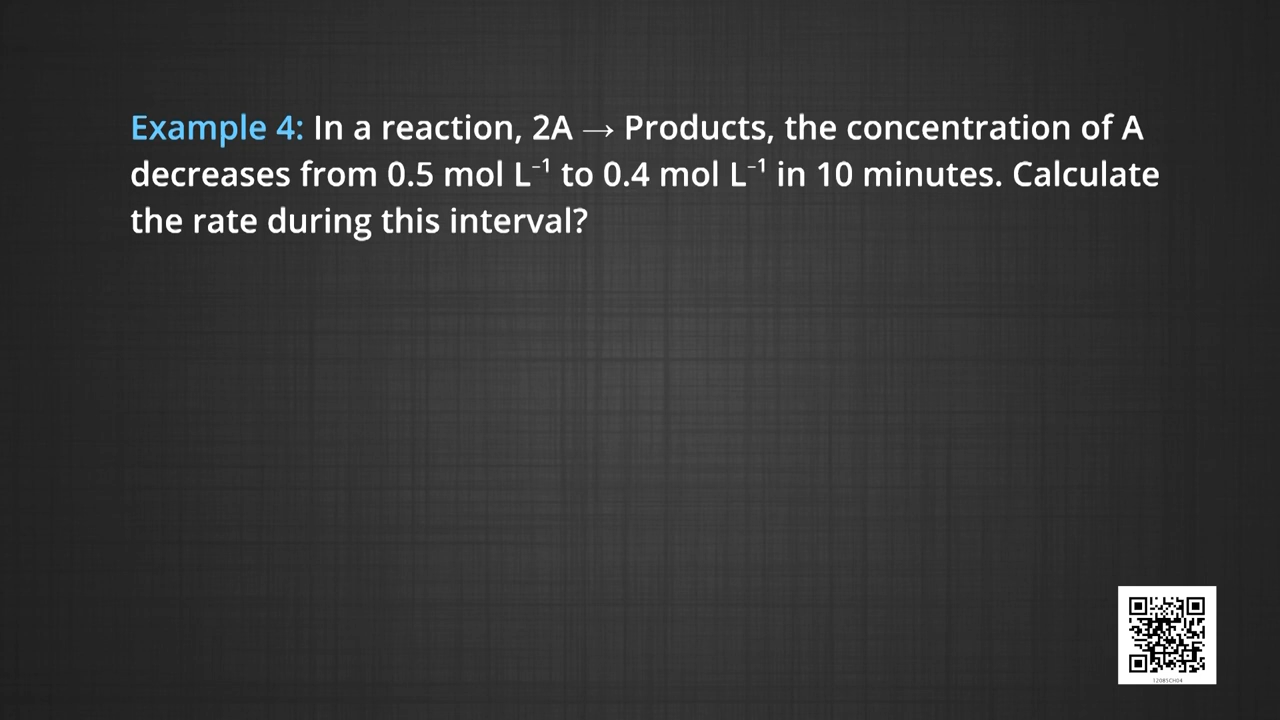 Example 4: In a reaction, 2A → Products, the concentration of A
decreases from 0.5 mol L⁻¹ to 0.4 mol L⁻¹ in 10 minutes. Calculate
the rate during this interval?
12085CH04